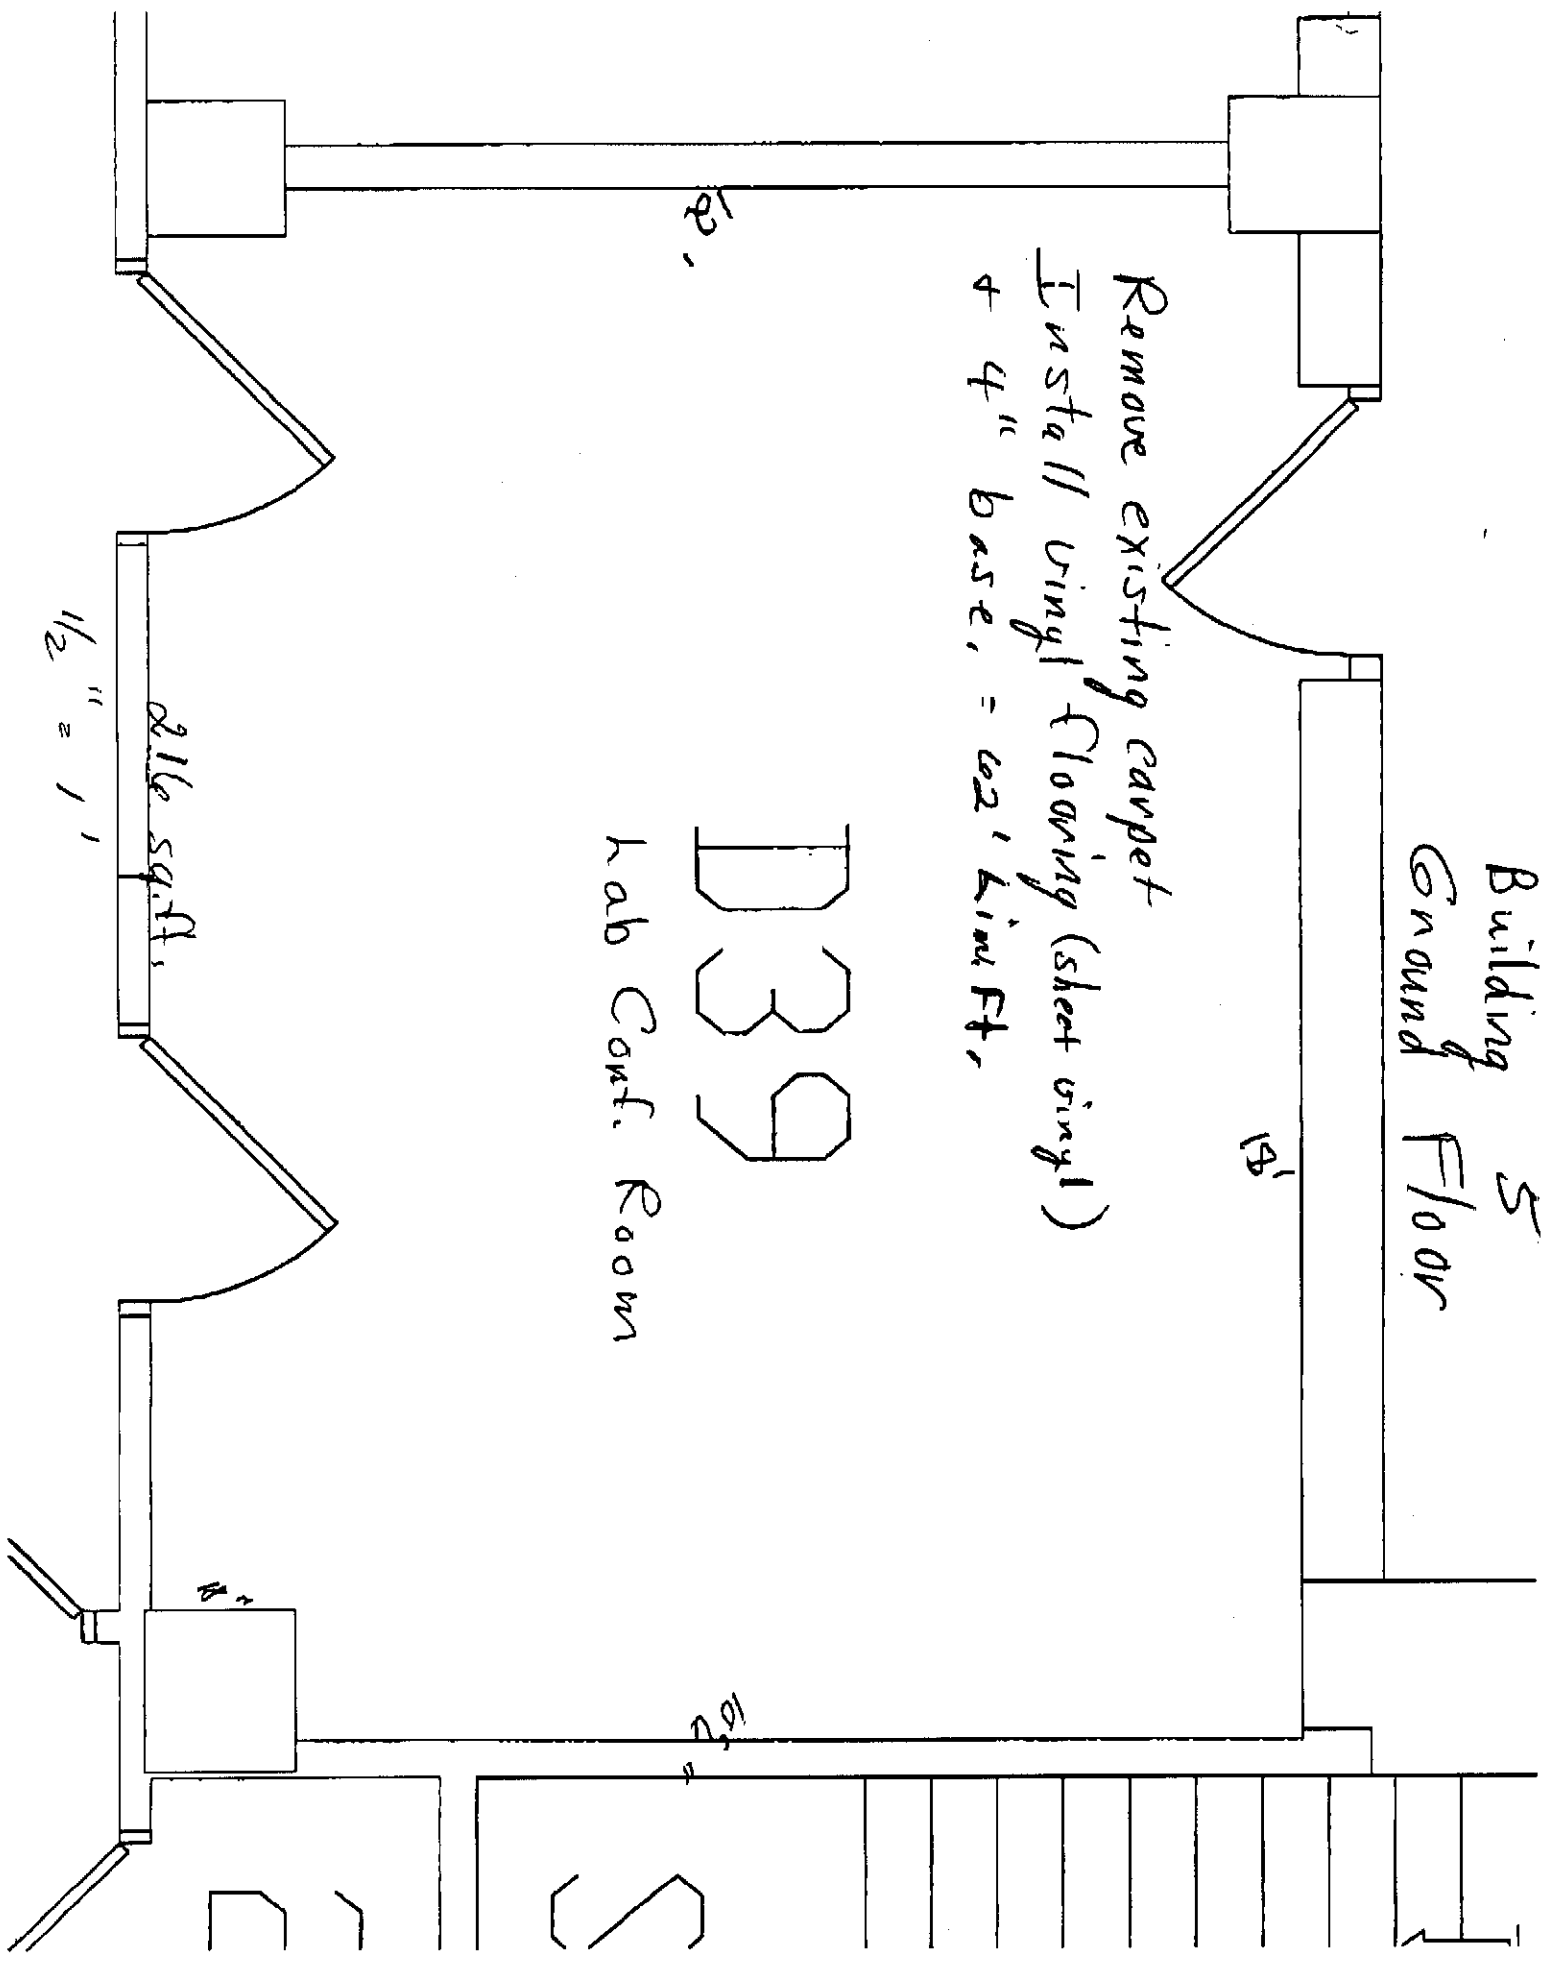 Building 5
Ground Floor
18'
Remove existing carpet
Install vinyl flooring (sheet vinyl)
+ 4" base, = 62' Lin Ft.
12'
D39
Lab Conf. Room
216 sq. ft.
1/2" = 1'